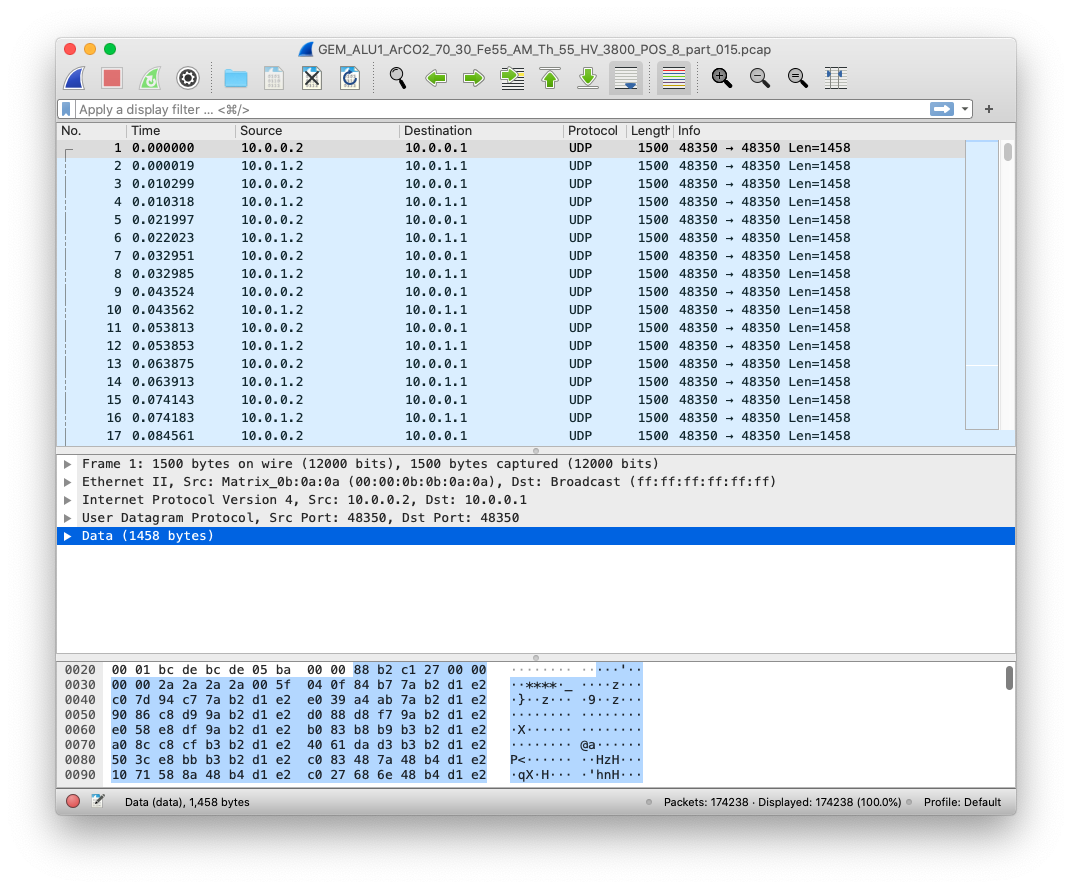 GEM_ALU1_ArCO2_70_30_Fe55_AM_Th_55_HV_3800_POS_8_part_015.pcap
Apply a display filter ... <⌘/>
No. Time Source Destination Protocol Length Info
1 0.000000 10.0.0.2 10.0.0.1 UDP 1500 48350 → 48350 Len=1458
2 0.000019 10.0.1.2 10.0.1.1 UDP 1500 48350 → 48350 Len=1458
3 0.010299 10.0.0.2 10.0.0.1 UDP 1500 48350 → 48350 Len=1458
4 0.010318 10.0.1.2 10.0.1.1 UDP 1500 48350 → 48350 Len=1458
5 0.021997 10.0.0.2 10.0.0.1 UDP 1500 48350 → 48350 Len=1458
6 0.022023 10.0.1.2 10.0.1.1 UDP 1500 48350 → 48350 Len=1458
7 0.032951 10.0.0.2 10.0.0.1 UDP 1500 48350 → 48350 Len=1458
8 0.032985 10.0.1.2 10.0.1.1 UDP 1500 48350 → 48350 Len=1458
9 0.043524 10.0.0.2 10.0.0.1 UDP 1500 48350 → 48350 Len=1458
10 0.043562 10.0.1.2 10.0.1.1 UDP 1500 48350 → 48350 Len=1458
11 0.053813 10.0.0.2 10.0.0.1 UDP 1500 48350 → 48350 Len=1458
12 0.053853 10.0.1.2 10.0.1.1 UDP 1500 48350 → 48350 Len=1458
13 0.063875 10.0.0.2 10.0.0.1 UDP 1500 48350 → 48350 Len=1458
14 0.063913 10.0.1.2 10.0.1.1 UDP 1500 48350 → 48350 Len=1458
15 0.074143 10.0.0.2 10.0.0.1 UDP 1500 48350 → 48350 Len=1458
16 0.074183 10.0.1.2 10.0.1.1 UDP 1500 48350 → 48350 Len=1458
17 0.084561 10.0.0.2 10.0.0.1 UDP 1500 48350 → 48350 Len=1458
Frame 1: 1500 bytes on wire (12000 bits), 1500 bytes captured (12000 bits)
Ethernet II, Src: Matrix_0b:0a:0a (00:00:0b:0b:0a:0a), Dst: Broadcast (ff:ff:ff:ff:ff:ff)
Internet Protocol Version 4, Src: 10.0.0.2, Dst: 10.0.0.1
User Datagram Protocol, Src Port: 48350, Dst Port: 48350
Data (1458 bytes)
0020 00 01 bc de bc de 05 ba 00 00 88 b2 c1 27 00 00 ········ ·····'··
0030 00 00 2a 2a 2a 2a 00 5f 04 0f 84 b7 7a b2 d1 e2 ··****·_ ····z···
0040 c0 7d 94 c7 7a b2 d1 e2 e0 39 a4 ab 7a b2 d1 e2 ·}··z··· ·9··z···
0050 90 86 c8 d9 9a b2 d1 e2 d0 88 d8 f7 9a b2 d1 e2 ········ ········
0060 e0 58 e8 df 9a b2 d1 e2 b0 83 b8 b9 b3 b2 d1 e2 ·X······ ········
0070 a0 8c c8 cf b3 b2 d1 e2 40 61 da d3 b3 b2 d1 e2 ········ @a······
0080 50 3c e8 bb b3 b2 d1 e2 c0 83 48 7a 48 b4 d1 e2 P<······ ··HzH···
0090 10 71 58 8a 48 b4 d1 e2 c0 27 68 6e 48 b4 d1 e2 ·qX·H··· ·'hnH···
Data (data), 1,458 bytes Packets: 174238 · Displayed: 174238 (100.0%) Profile: Default